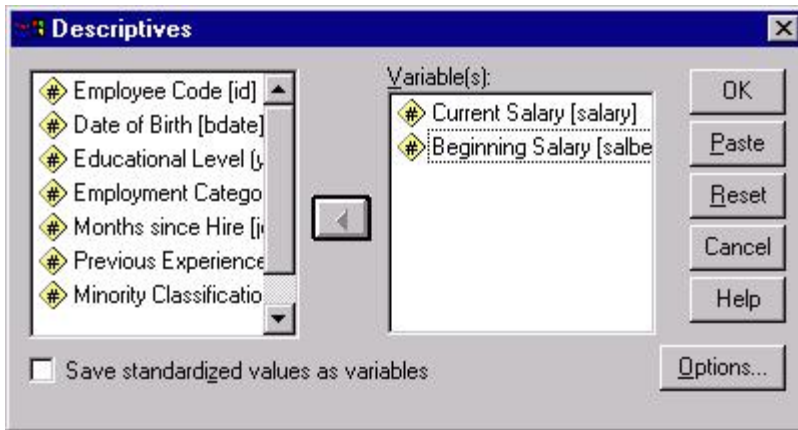 Descriptives
Employee Code [id]
Date of Birth [bdate]
Educational Level [
Employment Catego
Months since Hire [j
Previous Experience
Minority Classificatio
Variable(s):
Current Salary [salary]
Beginning Salary [salbe
OK
Paste
Reset
Cancel
Help
Save standardized values as variables
Options...